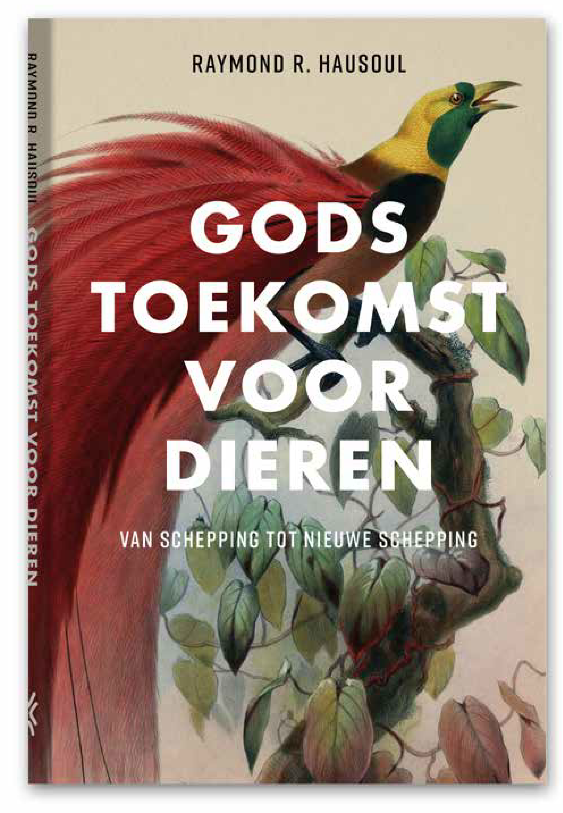 RAYMOND R. HAUSOUL
GODS
TOEKOMST
VOOR
DIEREN
VAN SCHEPPING TOT NIEUWE SCHEPPING
RAYMOND R. HAUSOUL GODS TOEKOMST VOOR DIEREN